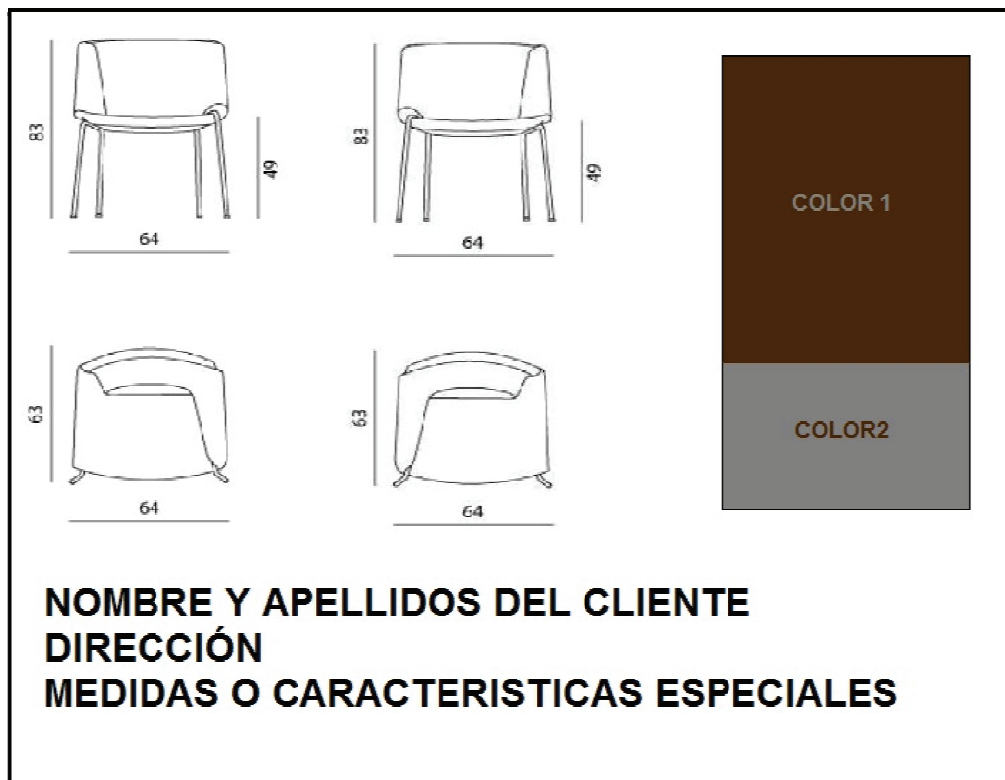 83
49
64
83
49
64
COLOR 1
63
64
63
64
COLOR2
NOMBRE Y APELLIDOS DEL CLIENTE
DIRECCIÓN
MEDIDAS O CARACTERISTICAS ESPECIALES